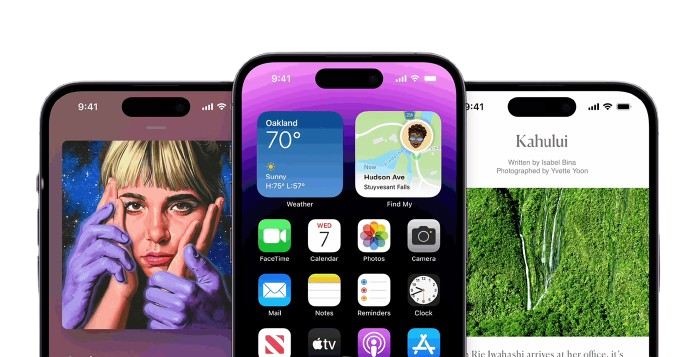 9:41
9:41
Oakland
70°
Sunny
H:75° L:57°
Weather
Now
Hudson Ave
Stuyvesant Falls
Find My
FaceTime
WED
7
Calendar
Photos
Camera
Mail
Notes
Reminders
Clock
tv
9:41
Kahului
Written by Isabel Bina
Photographed by Yvette Yoon
Rie Iwahashi arrives at her office, it's